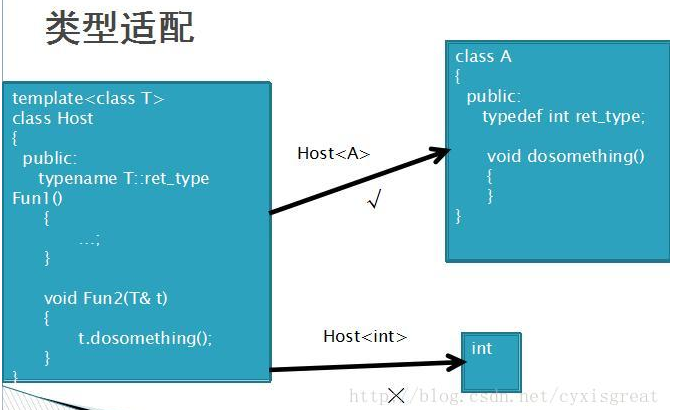 类型适配
template<class T>
class Host
{
public:
typename T::ret_type
Fun1()
{
...;
}
void Fun2(T& t)
{
t.dosomething();
}
}
Host<A>
√
class A
{
public:
typedef int ret_type;
void dosomething()
{
}
}
Host<int>
×
int
http://blog.csdn.net/cyxisgreat